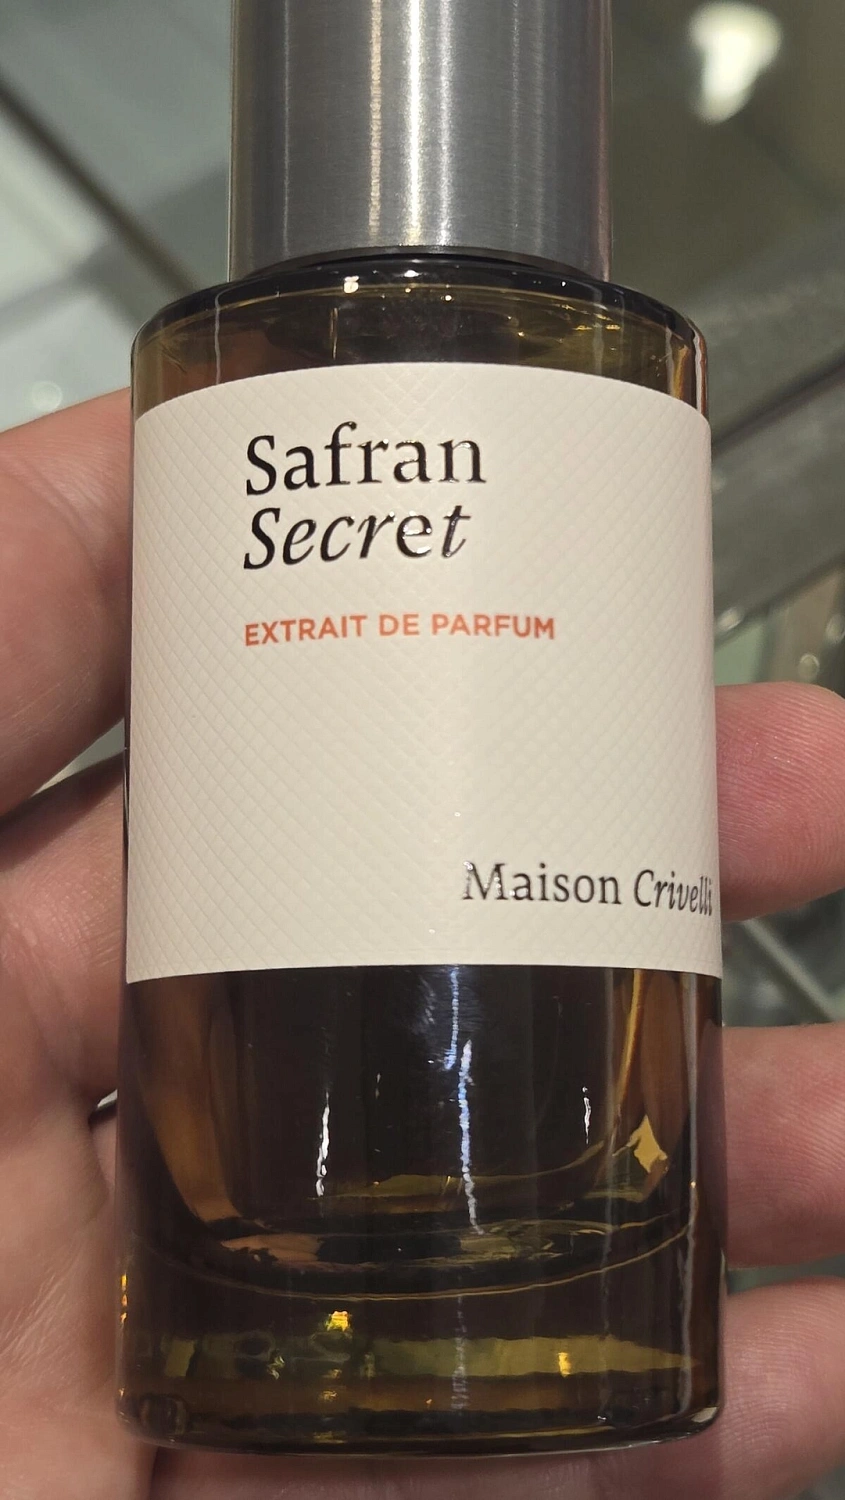 Safran
Secret
EXTRAIT DE PARFUM
Maison Crivelli